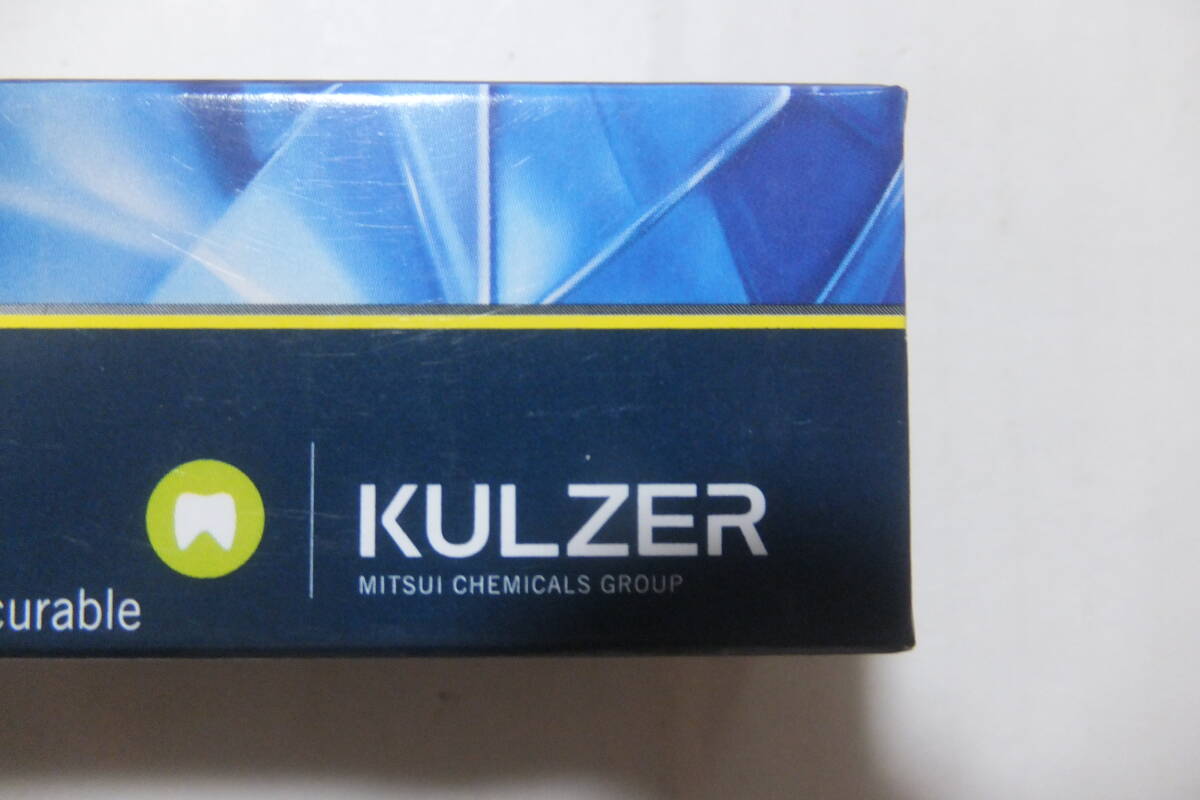 KULZER
MITSUI CHEMICALS GROUP
curable